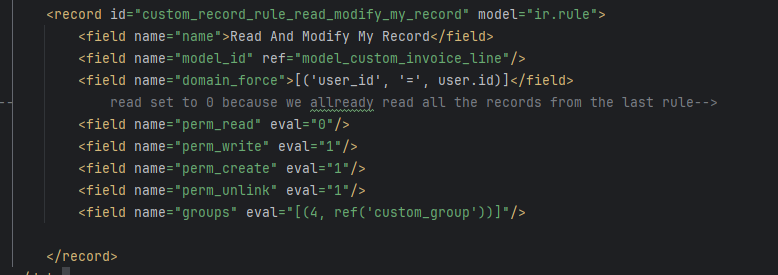 <record id="custom_record_rule_read_modify_my_record" model="ir.rule">
<field name="name">Read And Modify My Record</field>
<field name="model_id" ref="model_custom_invoice_line"/>
<field name="domain_force">[('user_id', '=', user.id)]</field>
-- read set to 0 because we allready read all the records from the last rule-->
<field name="perm_read" eval="0"/>
<field name="perm_write" eval="1"/>
<field name="perm_create" eval="1"/>
<field name="perm_unlink" eval="1"/>
<field name="groups" eval="[(4, ref('custom_group'))]"/>
</record>